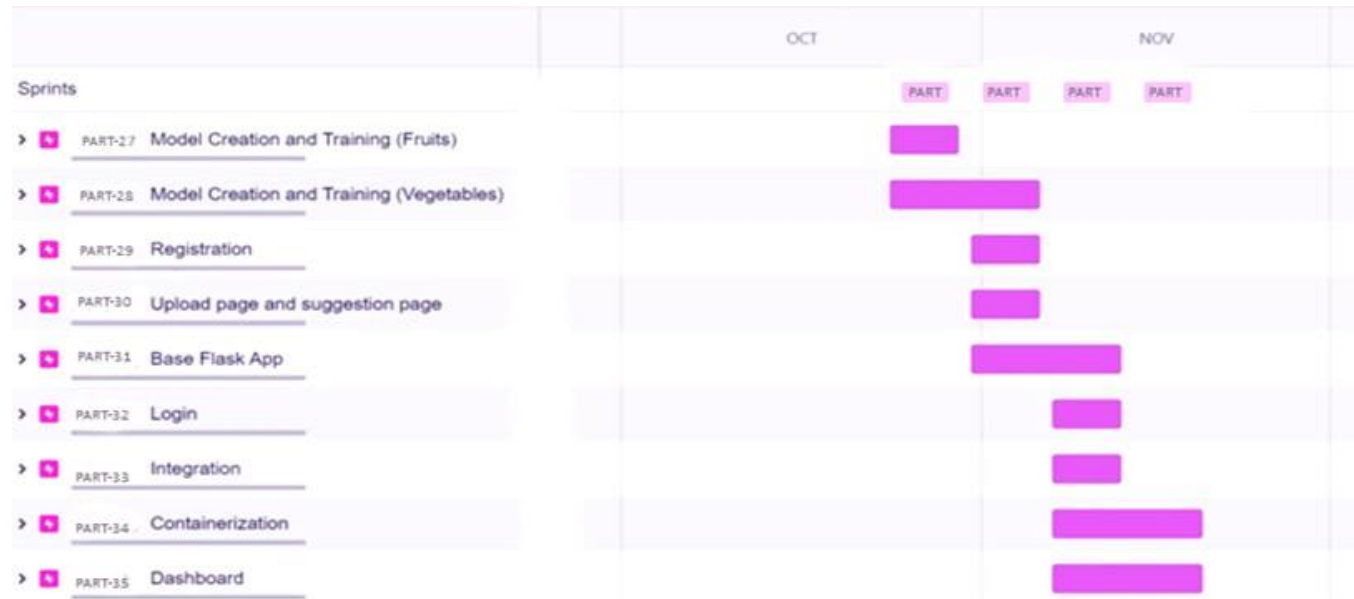 OCT NOV
Sprints PART PART PART PART
PART-27 Model Creation and Training (Fruits)
PART-28 Model Creation and Training (Vegetables)
PART-29 Registration
PART-30 Upload page and suggestion page
PART-31 Base Flask App
PART-32 Login
PART-33 Integration
PART-34 Containerization
PART-35 Dashboard